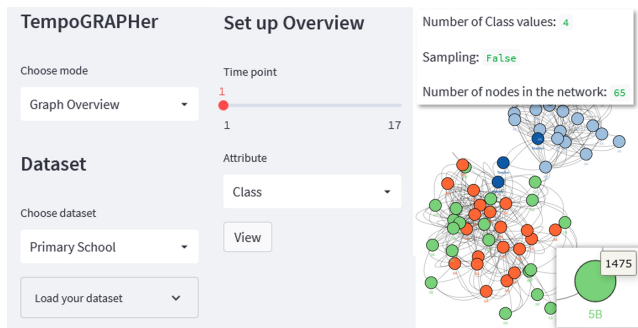 TempoGRAPHer
Choose mode
Graph Overview
Dataset
Choose dataset
Primary School
Load your dataset
Set up Overview
Time point
1
1 17
Attribute
Class
View
Number of Class values: 4
Sampling: False
Number of nodes in the network: 65
1475
5B